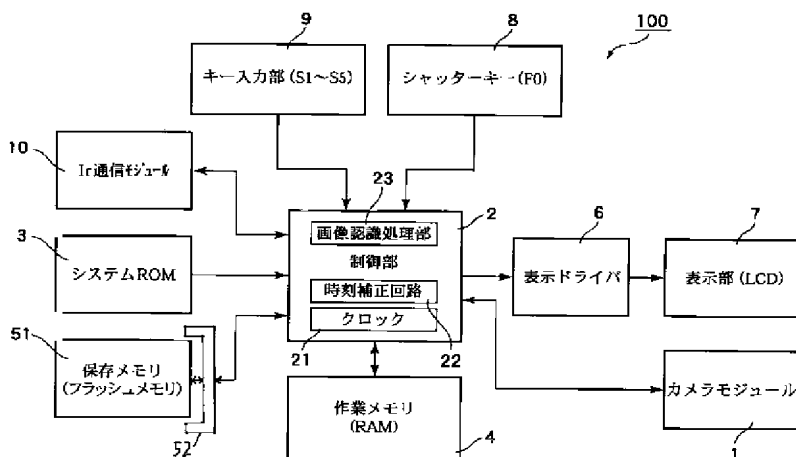 9
8
100
キー入力部(S1〜S5)
シャッターキー(F0)
10
Ir通信ﾓｼﾞｭｰﾙ
23
2
6
7
3
画像認識処理部
システムROM
制御部
表示ドライバ
表示部(LCD)
時刻補正回路
51
クロック
21
22
保存メモリ
(フラッシュメモリ)
52
作業メモリ
(RAM)
4
カメラモジュール
1